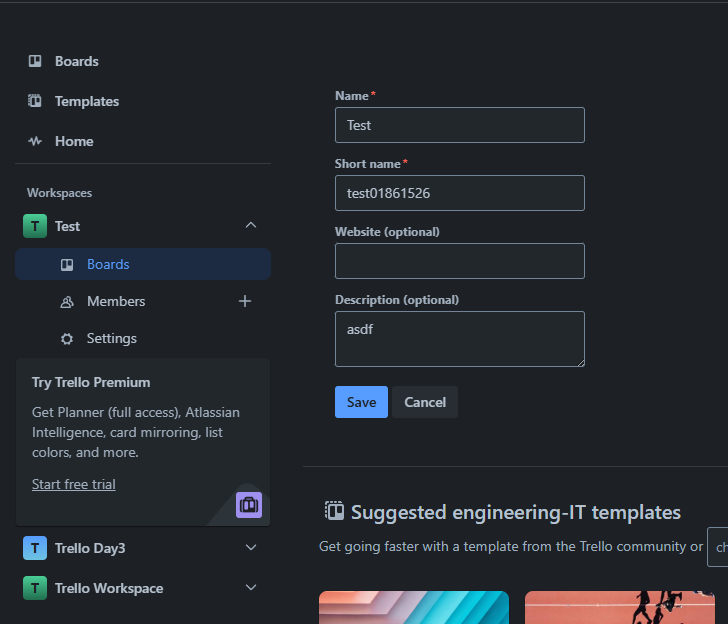 Boards
Templates
Home
Workspaces
T Test
Boards
Members
Settings
Try Trello Premium
Get Planner (full access), Atlassian
Intelligence, card mirroring, list
colors, and more.
Start free trial
T Trello Day3
T Trello Workspace
Name*
Test
Short name*
test01861526
Website (optional)
Description (optional)
asdf
Save Cancel
Suggested engineering-IT templates
Get going faster with a template from the Trello community or